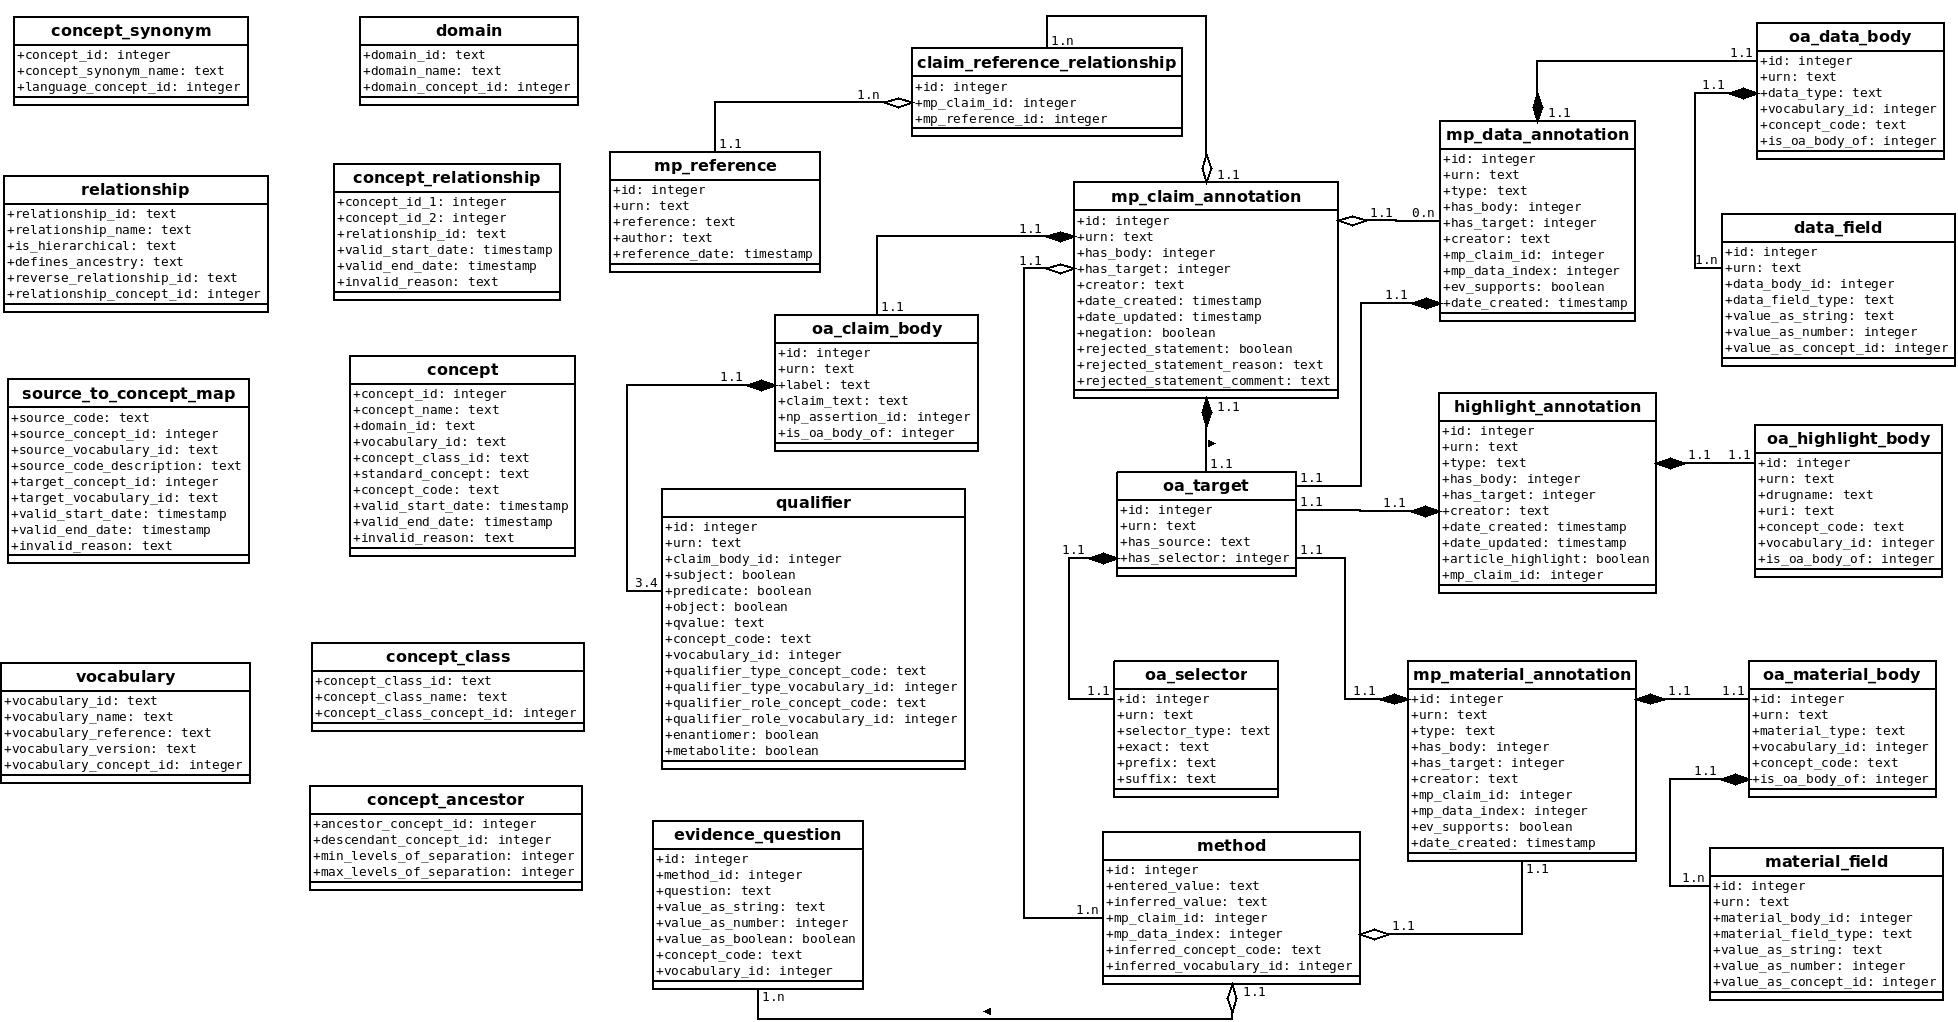 concept_synonym
+concept_id: integer
+concept_synonym_name: text
+language_concept_id: integer
domain
+domain_id: text
+domain_name: text
+domain_concept_id: integer
1.n
claim_reference_relationship
+id: integer
+mp_claim_id: integer
+mp_reference_id: integer
1.n
1.1
1.1
oa_data_body
+id: integer
+urn: text
+data_type: text
+vocabulary_id: integer
+concept_code: text
+is_oa_body_of: integer
1.1
1.1
1.1
mp_data_annotation
+id: integer
+urn: text
+type: text
+has_body: integer
+has_target: integer
+creator: text
+mp_claim_id: integer
+mp_data_index: integer
+ev_supports: boolean
+date_created: timestamp
relationship
+relationship_id: text
+relationship_name: text
+is_hierarchical: text
+defines_ancestry: text
+reverse_relationship_id: text
+relationship_concept_id: integer
concept_relationship
+concept_id_1: integer
+concept_id_2: integer
+relationship_id: text
+valid_start_date: timestamp
+valid_end_date: timestamp
+invalid_reason: text
mp_reference
+id: integer
+urn: text
+reference: text
+author: text
+reference_date: timestamp
mp_claim_annotation
+id: integer
+urn: text
+has_body: integer
+has_target: integer
+creator: text
+date_created: timestamp
+date_updated: timestamp
+negation: boolean
+rejected_statement: boolean
+rejected_statement_reason: text
+rejected_statement_comment: text
1.1
0.n
1.1
1.1
1.1
1.1
1.n
data_field
+id: integer
+urn: text
+data_body_id: integer
+data_field_type: text
+value_as_string: text
+value_as_number: integer
+value_as_concept_id: integer
oa_claim_body
+id: integer
+urn: text
+label: text
+claim_text: text
+np_assertion_id: integer
+is_oa_body_of: integer
1.1
3.4
1.1
1.1
source_to_concept_map
+source_code: text
+source_concept_id: integer
+source_vocabulary_id: text
+source_code_description: text
+target_concept_id: integer
+target_vocabulary_id: text
+valid_start_date: timestamp
+valid_end_date: timestamp
+invalid_reason: text
concept
+concept_id: integer
+concept_name: text
+domain_id: text
+vocabulary_id: text
+concept_class_id: text
+standard_concept: text
+concept_code: text
+valid_start_date: timestamp
+valid_end_date: timestamp
+invalid_reason: text
qualifier
+id: integer
+urn: text
+claim_body_id: integer
+subject: boolean
+predicate: boolean
+object: boolean
+qvalue: text
+concept_code: text
+vocabulary_id: integer
+qualifier_type_concept_code: text
+qualifier_type_vocabulary_id: integer
+qualifier_role_concept_code: text
+qualifier_role_vocabulary_id: integer
+enantiomer: boolean
+metabolite: boolean
oa_target
+id: integer
+urn: text
+has_source: text
+has_selector: integer
1.1
1.1
1.1
1.1
1.1
highlight_annotation
+id: integer
+urn: text
+type: text
+has_body: integer
+has_target: integer
+creator: text
+date_created: timestamp
+date_updated: timestamp
+article_highlight: boolean
+mp_claim_id: integer
1.1
1.1
oa_highlight_body
+id: integer
+urn: text
+drugname: text
+uri: text
+concept_code: text
+vocabulary_id: integer
+is_oa_body_of: integer
vocabulary
+vocabulary_id: text
+vocabulary_name: text
+vocabulary_reference: text
+vocabulary_version: text
+vocabulary_concept_id: integer
concept_class
+concept_class_id: text
+concept_class_name: text
+concept_class_concept_id: integer
concept_ancestor
+ancestor_concept_id: integer
+descendant_concept_id: integer
+min_levels_of_separation: integer
+max_levels_of_separation: integer
1.1
oa_selector
+id: integer
+urn: text
+selector_type: text
+exact: text
+prefix: text
+suffix: text
1.1
mp_material_annotation
+id: integer
+urn: text
+type: text
+has_body: integer
+has_target: integer
+creator: text
+mp_claim_id: integer
+mp_data_index: integer
+ev_supports: boolean
+date_created: timestamp
1.1
1.1
1.1
oa_material_body
+id: integer
+urn: text
+material_type: text
+vocabulary_id: integer
+concept_code: text
+is_oa_body_of: integer
1.1
1.n
material_field
+id: integer
+urn: text
+material_body_id: integer
+material_field_type: text
+value_as_string: text
+value_as_number: integer
+value_as_concept_id: integer
evidence_question
+id: integer
+method_id: integer
+question: text
+value_as_string: text
+value_as_number: integer
+value_as_boolean: boolean
+concept_code: text
+vocabulary_id: integer
1.n
1.n
method
+id: integer
+entered_value: text
+inferred_value: text
+mp_claim_id: integer
+mp_data_index: integer
+inferred_concept_code: text
+inferred_vocabulary_id: integer
1.1
1.1